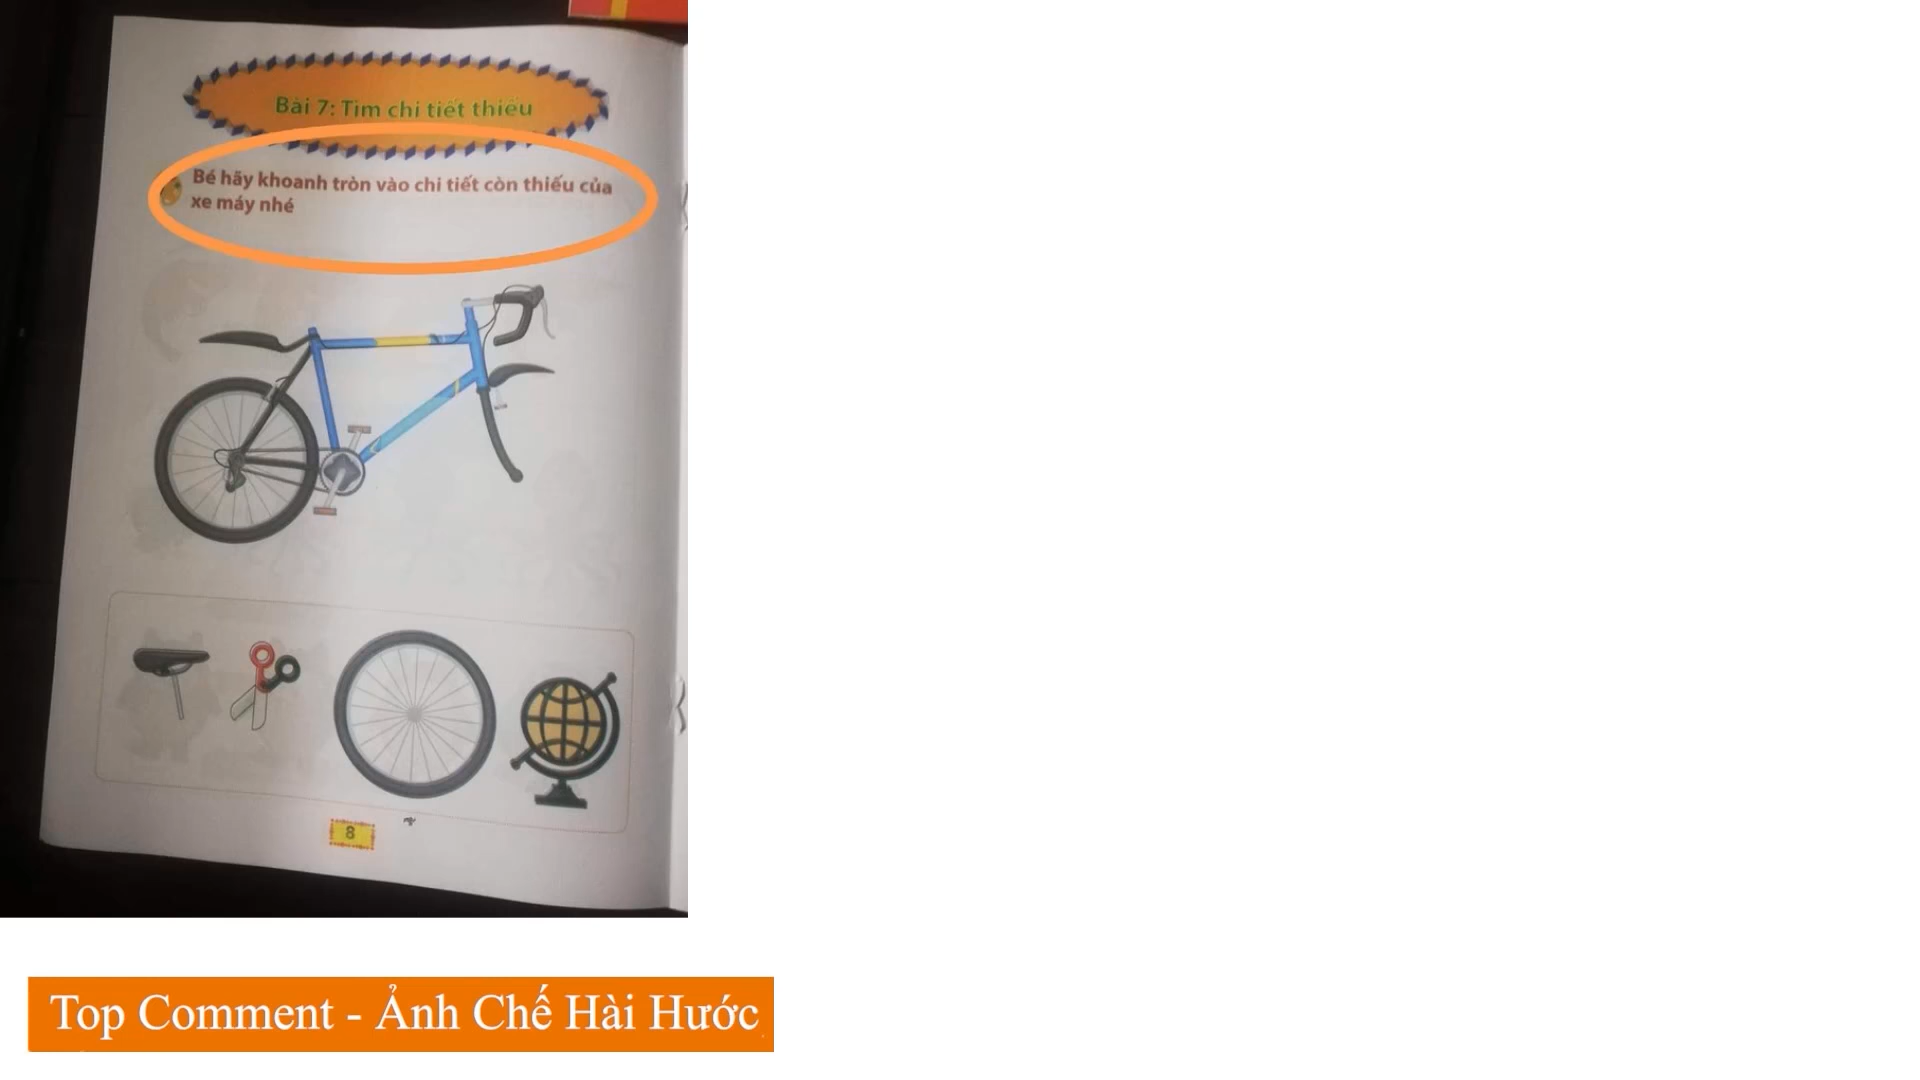 Bài 7: Tìm chi tiết thiếu
Bé hãy khoanh tròn vào chi tiết còn thiếu của
xe máy nhé
8
Top Comment - Ảnh Chế Hài Hước